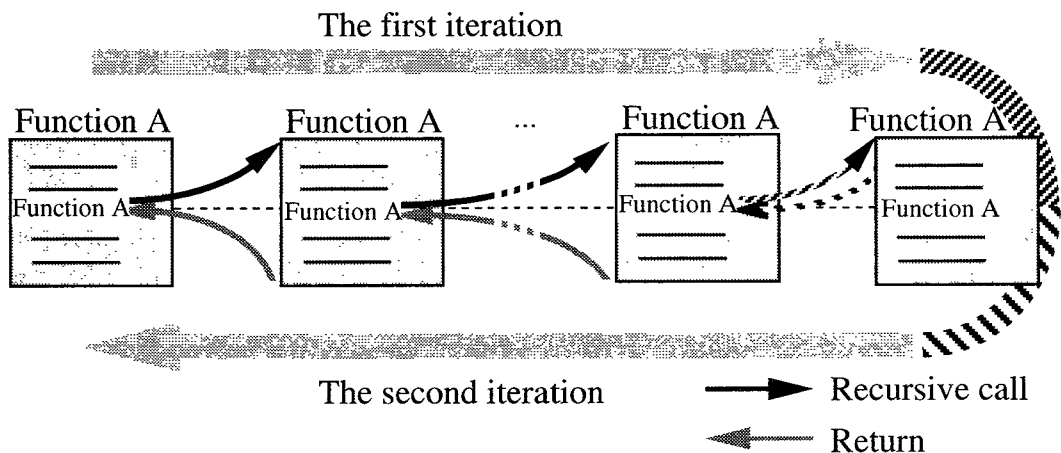 The first iteration
Function A
Function A
...
Function A
Function A
Function A
Function A
Function A
Function A
The second iteration
Recursive call
Return